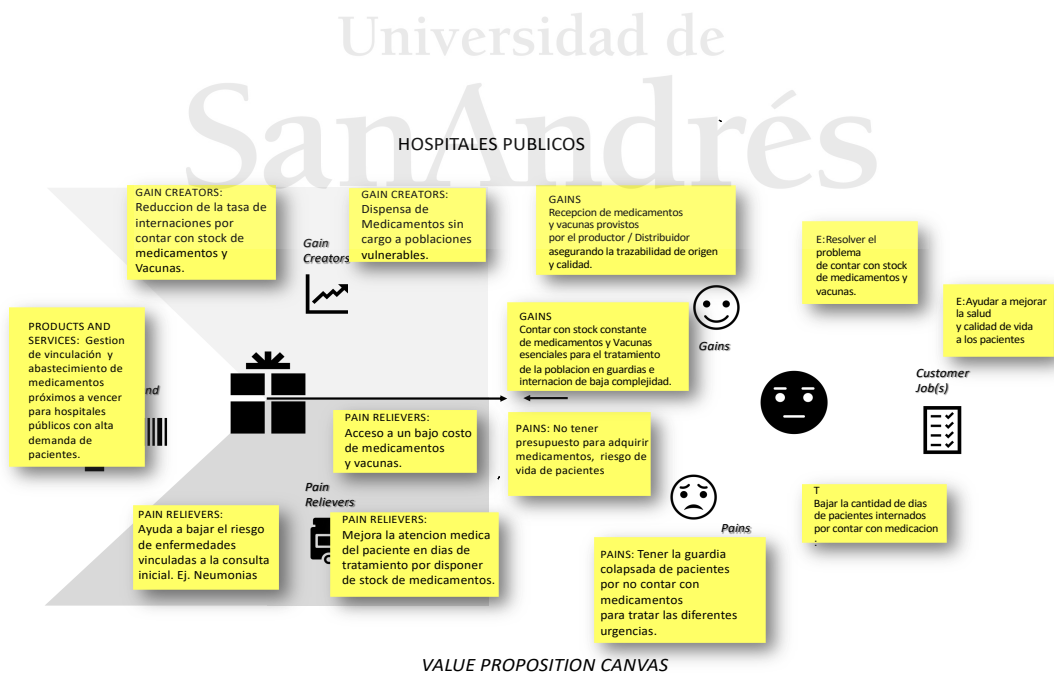 Universidad de
SanAndrés
HOSPITALES PUBLICOS
GAIN CREATORS:
Reduccion de la tasa de
internaciones por
contar con stock de
medicamentos y
Vacunas.
Gain
Creators
GAIN CREATORS:
Dispensa de
Medicamentos sin
cargo a poblaciones
vulnerables.
GAINS
Recepcion de medicamentos
y vacunas provistos
por el productor / Distribuidor
asegurando la trazabilidad de origen
y calidad.
E:Resolver el
problema
de contar con stock
de medicamentos y
vacunas.
E:Ayudar a mejorar
la salud
y calidad de vida
a los pacientes
PRODUCTS AND
SERVICES: Gestion
de vinculación y
abastecimiento de
medicamentos
próximos a vencer
para hospitales
públicos con alta
demanda de
pacientes.
nd
GAINS
Contar con stock constante
de medicamentos y Vacunas
esenciales para el tratamiento
de la poblacion en guardias e
internacion de baja complejidad.
Gains
Customer
Job(s)
PAIN RELIEVERS:
Acceso a un bajo costo
de medicamentos
y vacunas.
PAINS: No tener
presupuesto para adquirir
medicamentos, riesgo de
vida de pacientes
Pain
Relievers
Pains
PAIN RELIEVERS:
Ayuda a bajar el riesgo
de enfermedades
vinculadas a la consulta
inicial. Ej. Neumonias
PAIN RELIEVERS:
Mejora la atencion medica
del paciente en dias de
tratamiento por disponer
de stock de medicamentos.
T
Bajar la cantidad de dias
de pacientes internados
por contar con medicacion
:
PAINS: Tener la guardia
colapsada de pacientes
por no contar con
medicamentos
para tratar las diferentes
urgencias.
VALUE PROPOSITION CANVAS